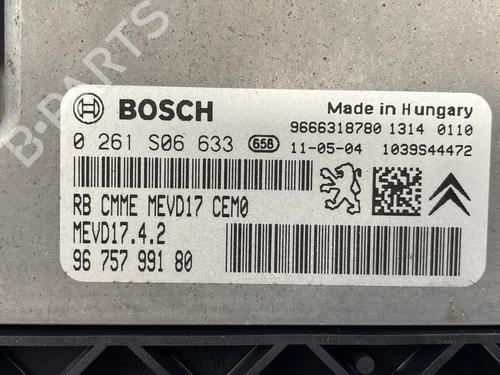 B-PARTS
BOSCH
Made in Hungary
0 261 S06 633 658
9666318780 1314 0110
11-05-04 1039S44472
RB CMME MEVD17 CEM0
MEVD17.4.2
96 757 991 80